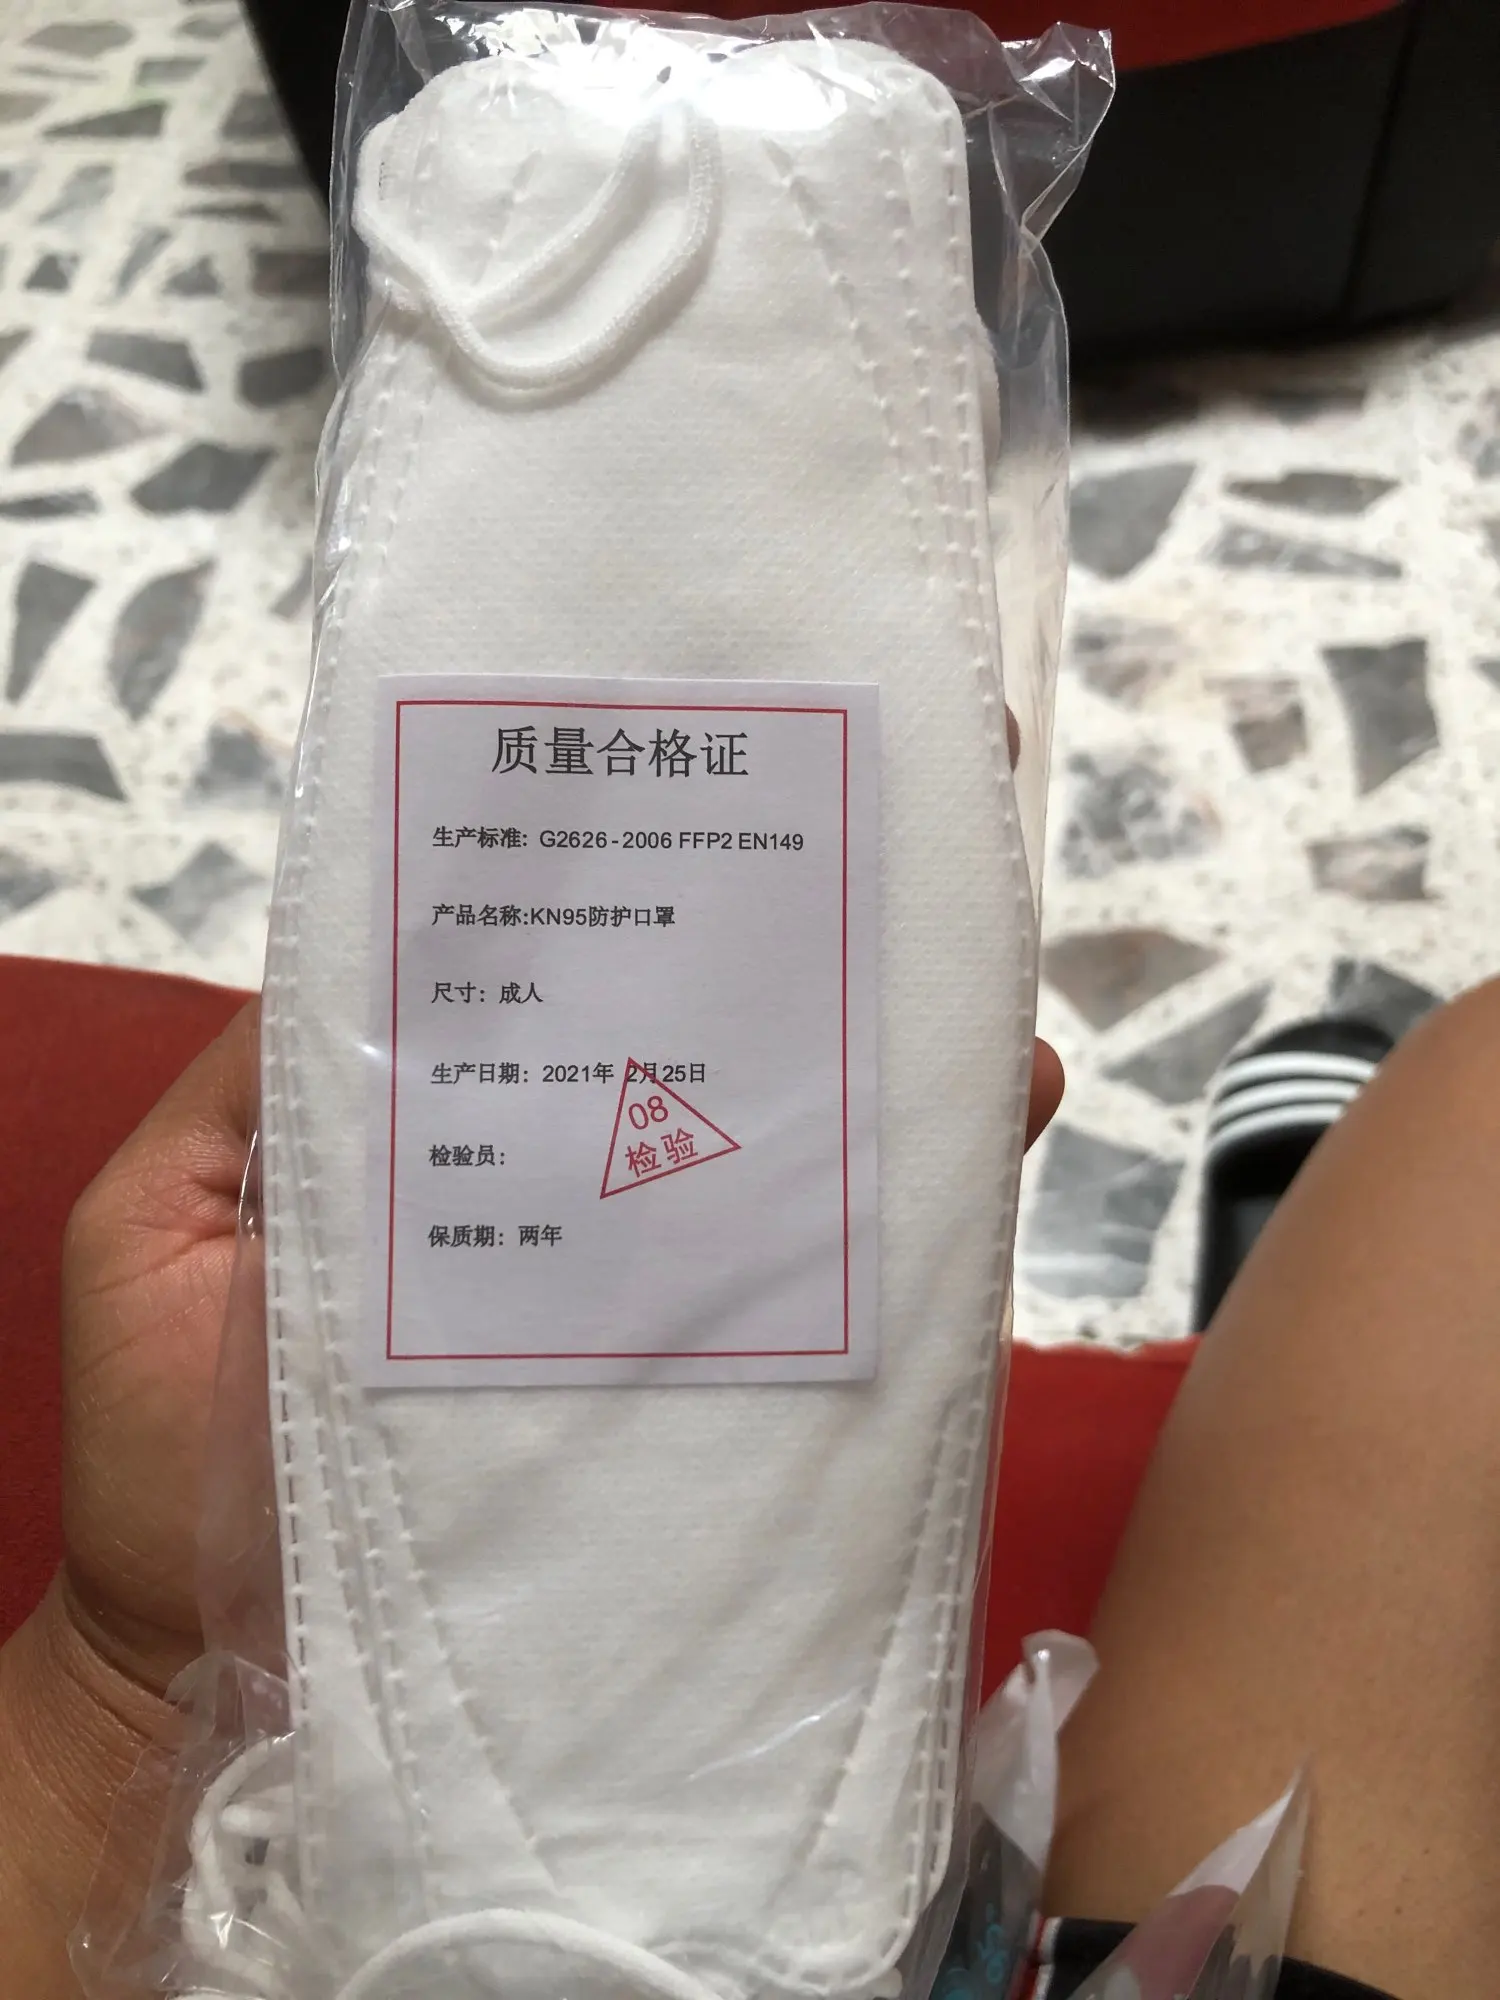 质量合格证
生产标准: G2626-2006 FFP2 EN149
产品名称:KN95防护口罩
尺寸: 成人
生产日期: 2021年 2月25日
检验员:
08
检验
保质期: 两年